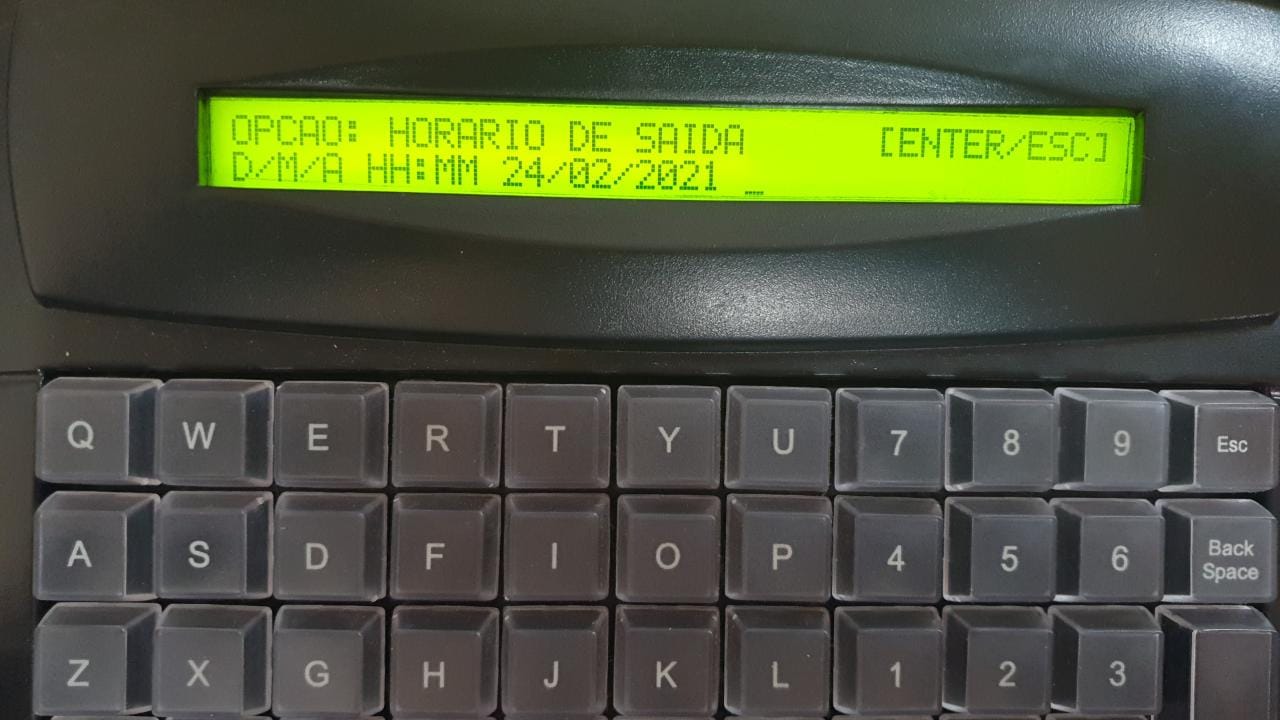 OPCAO: HORARIO DE SAIDA [ENTER/ESC]
D/M/A HH:MM 24/02/2021 _
Q W E R T Y U 7 8 9 Esc
A S D F I O P 4 5 6 Back Space
Z X G H J K L 1 2 3